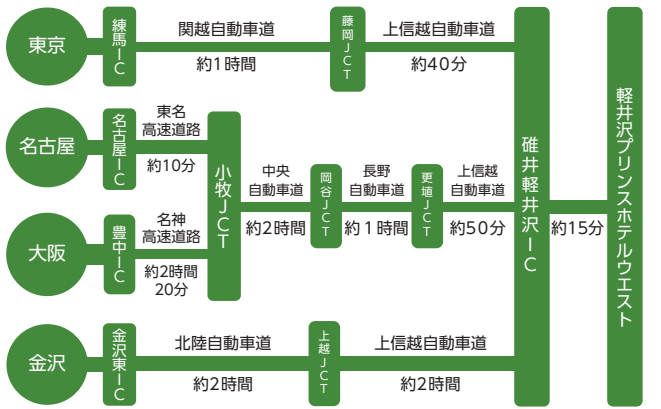 東京
練馬IC
関越自動車道
約1時間
藤岡JCT
上信越自動車道
約40分
名古屋
名古屋IC
東名
高速道路
約10分
大阪
豊中IC
名神
高速道路
約2時間
20分
小牧JCT
中央
自動車道
約2時間
岡谷JCT
長野
自動車道
約1時間
更埴JCT
上信越
自動車道
約50分
金沢
金沢東IC
北陸自動車道
約2時間
上越JCT
上信越自動車道
約2時間
碓井軽井沢IC
約15分
軽井沢プリンスホテルウエスト